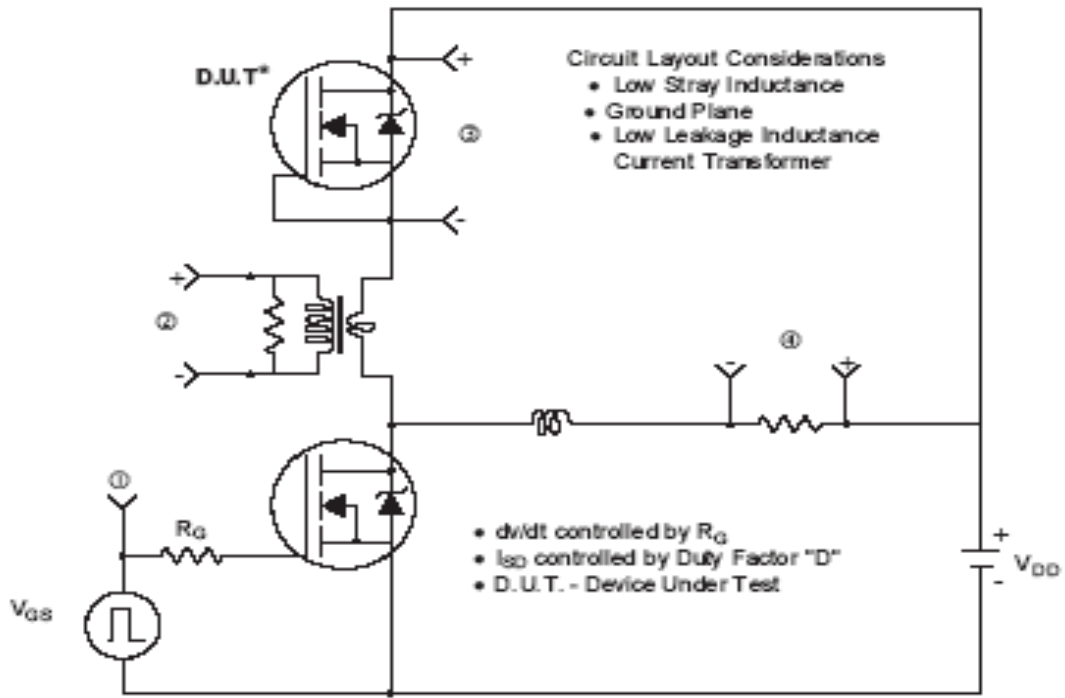 D.U.T*
+
③
-
Circuit Layout Considerations
• Low Stray Inductance
• Ground Plane
• Low Leakage Inductance
Current Transformer
+
②
-
④
-
+
①
RG
VGS
• dv/dt controlled by RG
• ISD controlled by Duty Factor "D"
• D.U.T. - Device Under Test
+
VDD
-